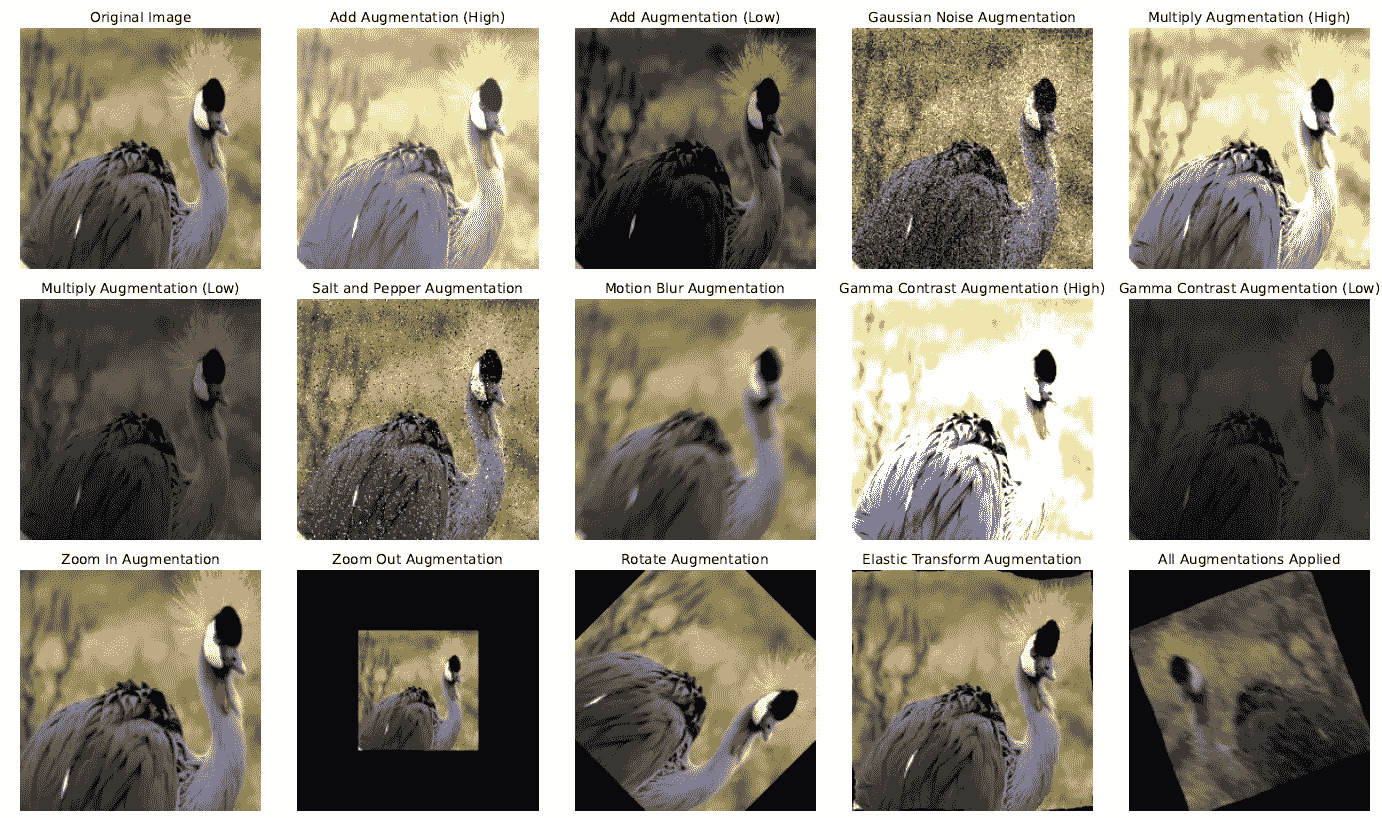 Original Image
Add Augmentation (High)
Add Augmentation (Low)
Gaussian Noise Augmentation
Multiply Augmentation (High)
Multiply Augmentation (Low)
Salt and Pepper Augmentation
Motion Blur Augmentation
Gamma Contrast Augmentation (High)
Gamma Contrast Augmentation (Low)
Zoom In Augmentation
Zoom Out Augmentation
Rotate Augmentation
Elastic Transform Augmentation
All Augmentations Applied